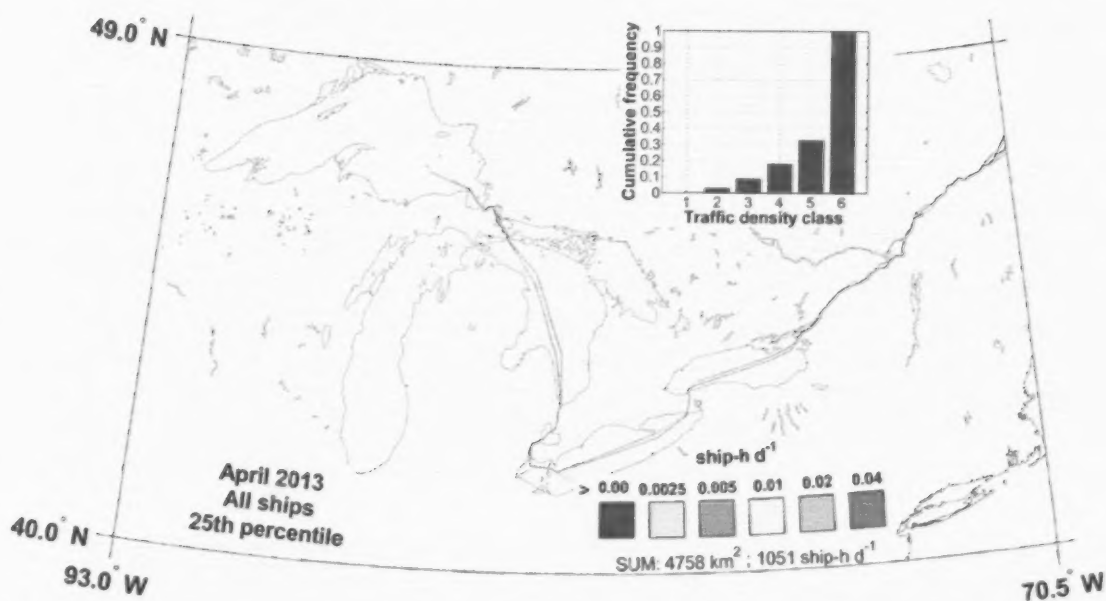 49.0° N
Cumulative frequency
1
0.9
0.8
0.7
0.6
0.5
0.4
0.3
0.2
0.1
0
1 2 3 4 5 6
Traffic density class
April 2013
All ships
25th percentile
ship-h d⁻¹
> 0.00 0.0025 0.005 0.01 0.02 0.04
SUM: 4758 km² ; 1051 ship-h d⁻¹
40.0° N
93.0° W
70.5° W